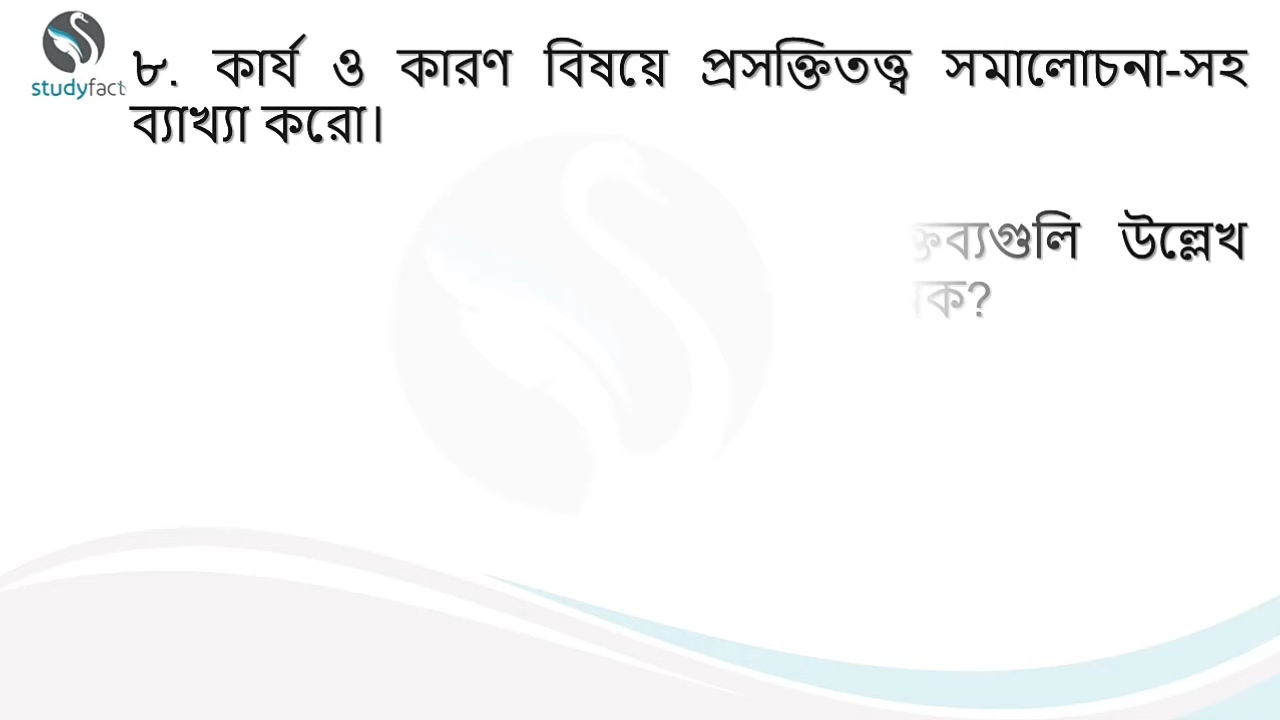 studyfact
৮. কার্য ও কারণ বিষয়ে প্রসক্তিতত্ত্ব সমালোচনা-সহ
ব্যাখ্যা করো।
উল্লেখ